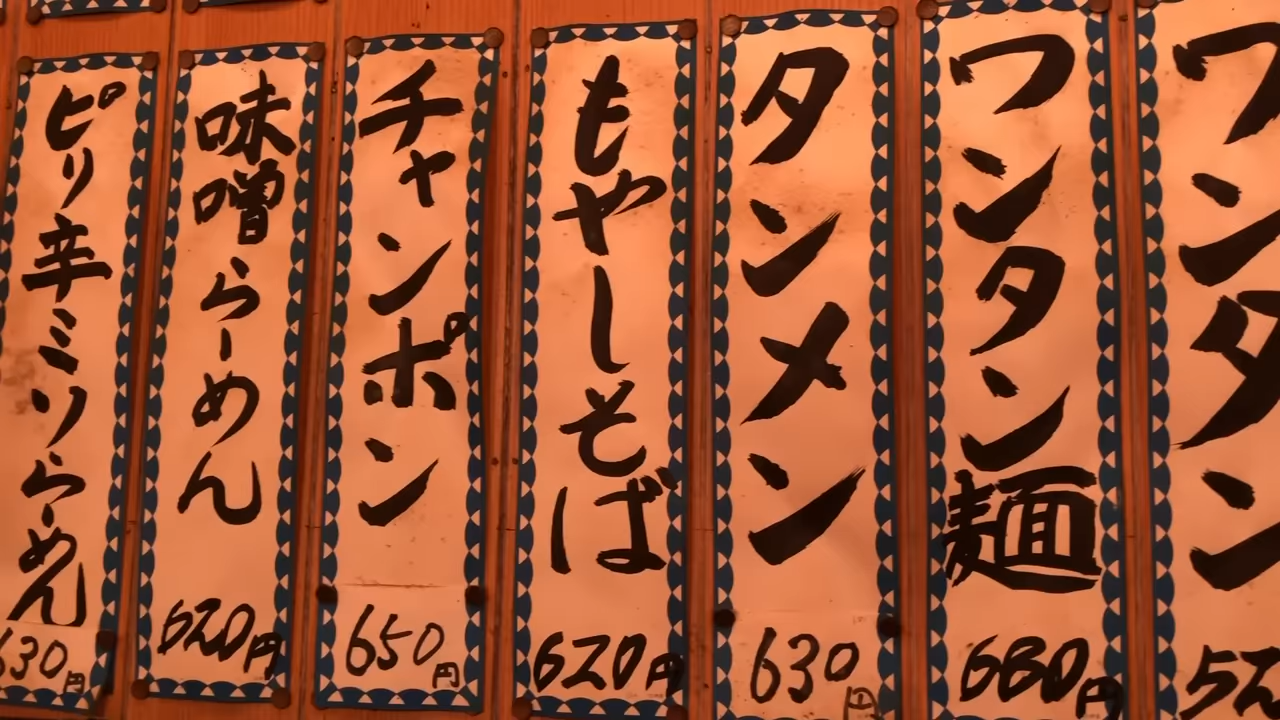 ワンタン
ワンタン麺
680円
タンメン
630円
もやしそば
620円
チャンポン
650円
味噌らーめん
620円
ピリ辛ミソらーめん
630円